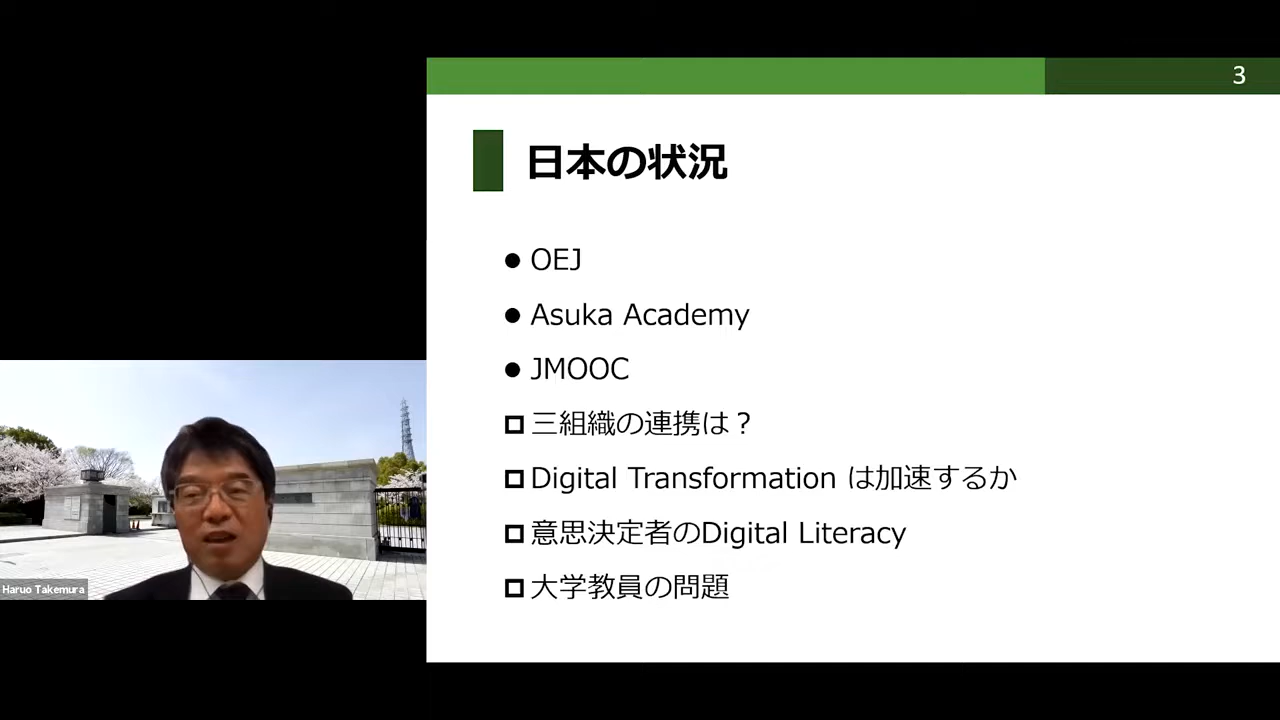 3
日本の状況
● OEJ
● Asuka Academy
● JMOOC
□ 三組織の連携は？
□ Digital Transformation は加速するか
□ 意思決定者のDigital Literacy
□ 大学教員の問題
Haruo Takemura